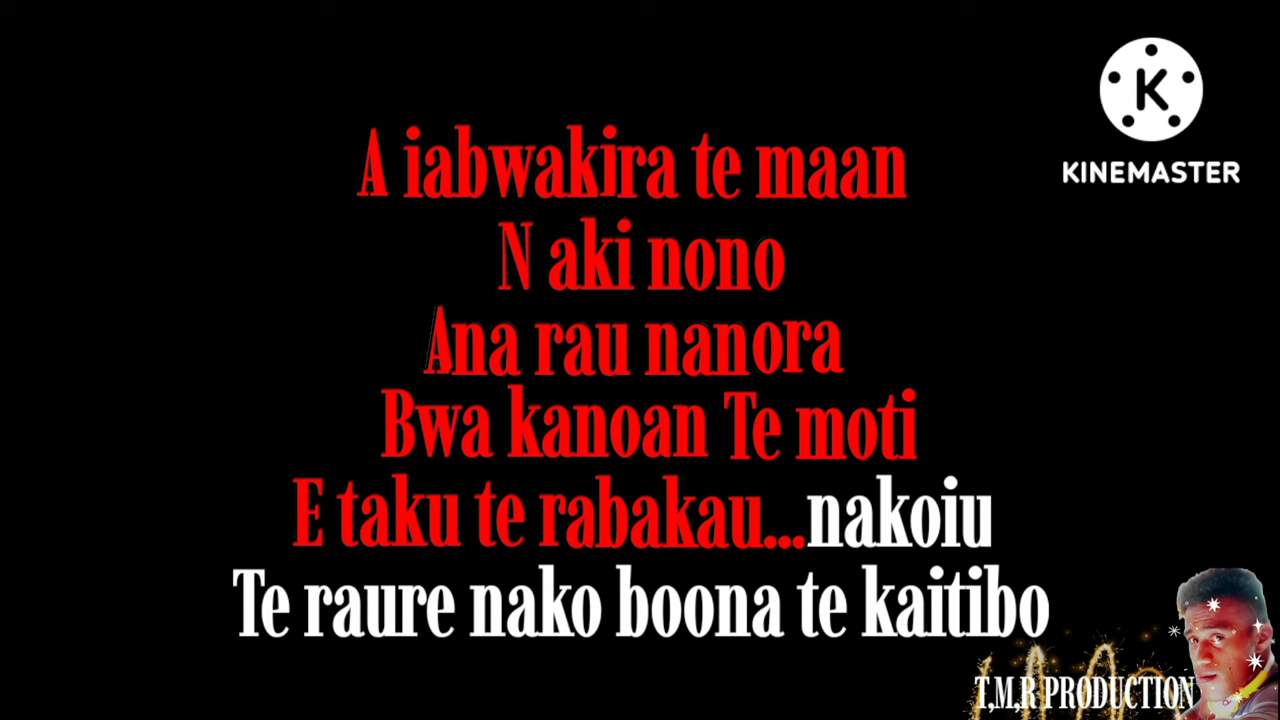 K
KINEMASTER
A iabwakira te maan
N aki nono
Ana rau nanora
Bwa kanoan Te moti
E taku te rabakau...nakoiu
Te raure nako boona te kaitibo
T,M,R PRODUCTION